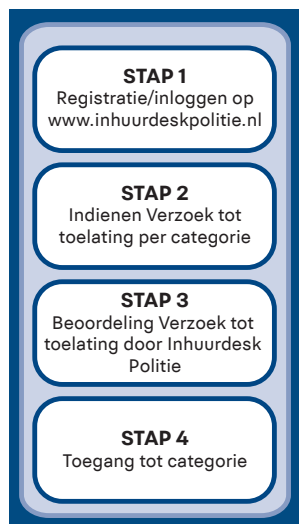 STAP 1
Registratie/inloggen op
www.inhuurdeskpolitie.nl
STAP 2
Indienen Verzoek tot
toelating per categorie
STAP 3
Beoordeling Verzoek tot
toelating door Inhuurdesk
Politie
STAP 4
Toegang tot categorie